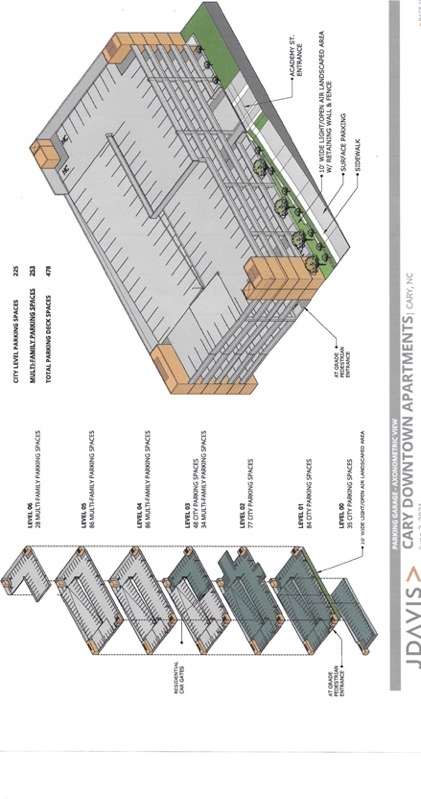 CITY LEVEL PARKING SPACES 225
MULTI-FAMILY PARKING SPACES 253
TOTAL PARKING DECK SPACES 478
HC
HC
ACADEMY ST.
ENTRANCE
10' WIDE LIGHT/OPEN AIR LANDSCAPED AREA
W/ RETAINING WALL & FENCE
SURFACE PARKING
SIDEWALK
AT GRADE
PEDESTRIAN
ENTRANCE
LEVEL 06
28 MULTI-FAMILY PARKING SPACES
LEVEL 05
86 MULTI-FAMILY PARKING SPACES
LEVEL 04
86 MULTI-FAMILY PARKING SPACES
LEVEL 03
48 CITY PARKING SPACES
34 MULTI-FAMILY PARKING SPACES
LEVEL 02
77 CITY PARKING SPACES
LEVEL 01
84 CITY PARKING SPACES
LEVEL 00
35 CITY PARKING SPACES
10' WIDE LIGHT/OPEN AIR LANDSCAPED AREA
RESIDENTIAL
CAR GATES
AT GRADE
PEDESTRIAN
ENTRANCE
PARKING GARAGE - AXONOMETRIC VIEW
JDAVIS> CARY DOWNTOWN APARTMENTS | CARY, NC